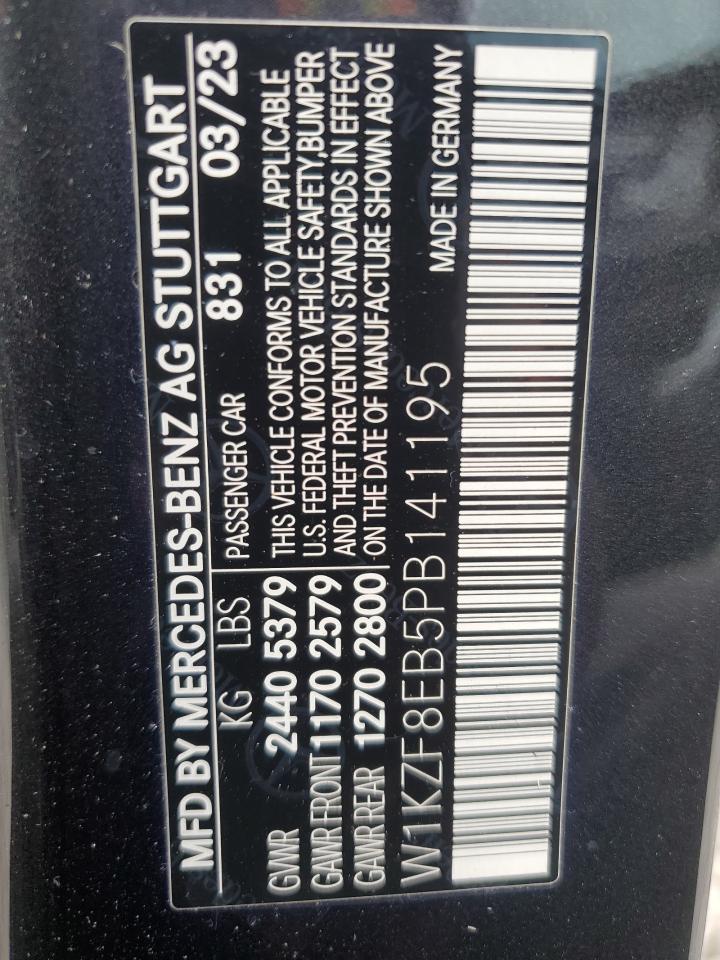 MFD BY MERCEDES-BENZ AG STUTTGART
KG LBS PASSENGER CAR 831 03/23
GVWR 2440 5379
GAWR FRONT 1170 2579
GAWR REAR 1270 2800
THIS VEHICLE CONFORMS TO ALL APPLICABLE
U.S. FEDERAL MOTOR VEHICLE SAFETY, BUMPER
AND THEFT PREVENTION STANDARDS IN EFFECT
ON THE DATE OF MANUFACTURE SHOWN ABOVE
W1KZF8EB5PB141195 MADE IN GERMANY